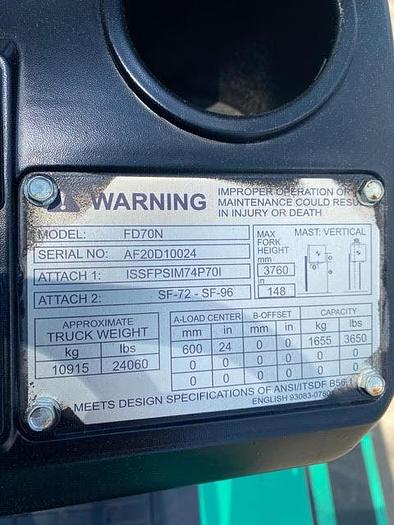 WARNING
IMPROPER OPERATION OR
MAINTENANCE COULD RESU
IN INJURY OR DEATH.
MODEL: FD70N
SERIAL NO: AF20D10024
ATTACH 1: ISSFPSIM74P70I
ATTACH 2: SF-72 - SF-96
MAX
FORK
HEIGHT
mm
3760
in
148
MAST: VERTICAL
APPROXIMATE
TRUCK WEIGHT
kg lbs
10915 24060
A-LOAD CENTER B-OFFSET CAPACITY
mm in mm in kg lbs
600 24 0 0 1655 3650
0 0 0 0 0 0
0 0 0 0 0 0
MEETS DESIGN SPECIFICATIONS OF ANSI/ITSDF B56.1
ENGLISH